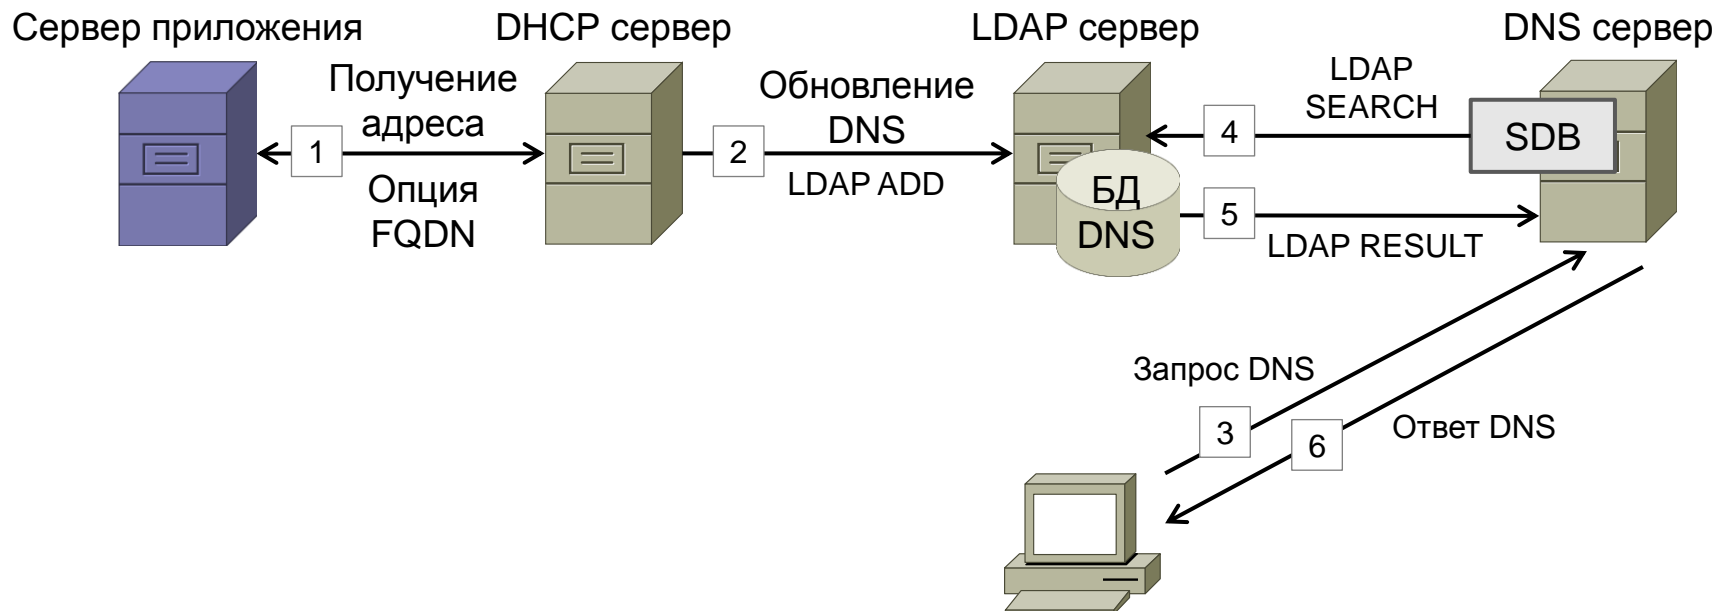 Сервер приложения
DHCP сервер
LDAP сервер
DNS сервер
Получение
адреса
1
Опция
FQDN
Обновление
DNS
2
LDAP ADD
LDAP
SEARCH
4
SDB
БД
DNS
5
LDAP RESULT
Запрос DNS
3
6
Ответ DNS